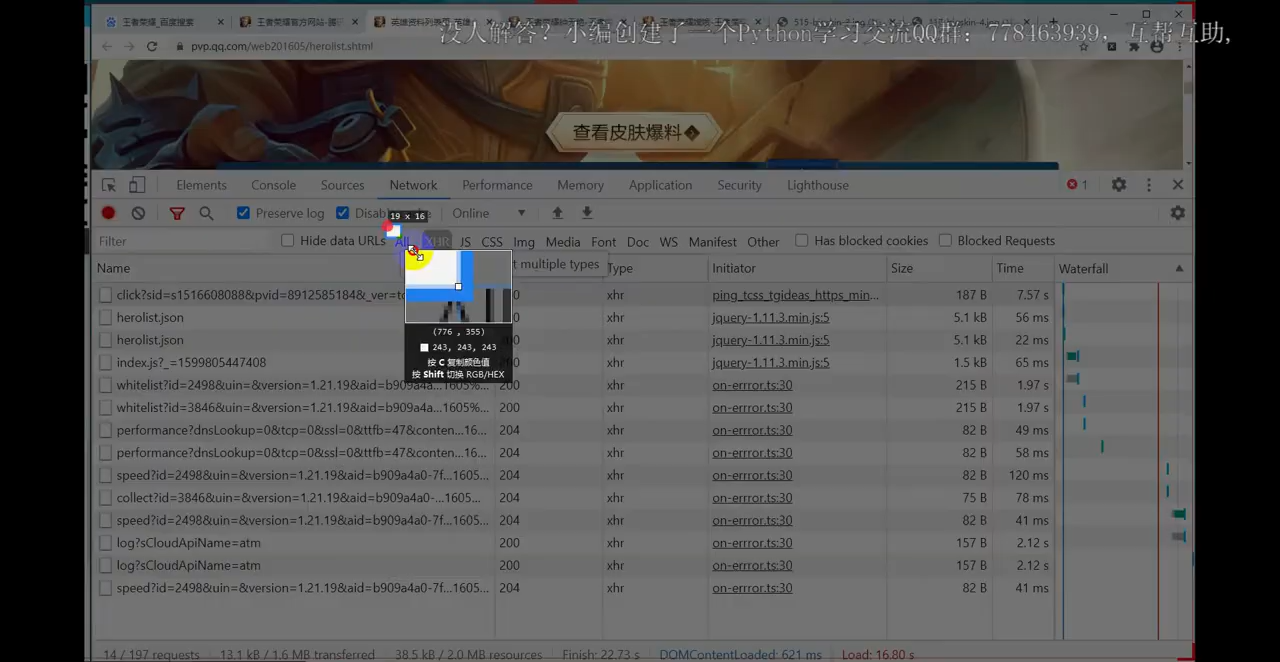 王者荣耀_百度搜索
王者荣耀官方网站-腾讯
英雄资料列表页-英雄
没人解答？小编创建了一个Python学习交流QQ群：778463939，互帮互助,
pvp.qq.com/web201605/herolist.shtml
查看皮肤爆料
Elements Console Sources Network Performance Memory Application Security Lighthouse 1
Preserve log Online
19 x 16
Filter Hide data URLs All XHR JS CSS Img Media Font Doc WS Manifest Other Has blocked cookies Blocked Requests
t multiple types
Name Type Initiator Size Time Waterfall
click?sid=s1516608088&pvid=8912585184&_ver=tc xhr ping_tcss_tgideas_https_min... 187 B 7.57 s
herolist.json xhr jquery-1.11.3.min.js:5 5.1 kB 56 ms
(776 , 355)
herolist.json xhr jquery-1.11.3.min.js:5 5.1 kB 22 ms
243, 243, 243
index.js?_=1599805447408 xhr jquery-1.11.3.min.js:5 1.5 kB 65 ms
按 C 复制颜色值
按 Shift 切换 RGB/HEX
whitelist?id=2498&uin=&version=1.21.19&aid=b909a4a...1605%... xhr on-errror.ts:30 215 B 1.97 s
whitelist?id=3846&uin=&version=1.21.19&aid=b909a4a...1605%... 200 xhr on-errror.ts:30 215 B 1.97 s
performance?dnsLookup=0&tcp=0&ssl=0&ttfb=47&conten...16c... 204 xhr on-errror.ts:30 82 B 49 ms
performance?dnsLookup=0&tcp=0&ssl=0&ttfb=47&conten...16c... 204 xhr on-errror.ts:30 82 B 58 ms
speed?id=2498&uin=&version=1.21.19&aid=b909a4a0-7f...1605... 204 xhr on-errror.ts:30 82 B 120 ms
collect?id=3846&uin=&version=1.21.19&aid=b909a4a0-...1605... 204 xhr on-errror.ts:30 75 B 78 ms
speed?id=2498&uin=&version=1.21.19&aid=b909a4a0-7f...1605... 204 xhr on-errror.ts:30 82 B 41 ms
log?sCloudApiName=atm 200 xhr on-errror.ts:30 157 B 2.12 s
log?sCloudApiName=atm 200 xhr on-errror.ts:30 157 B 2.12 s
speed?id=2498&uin=&version=1.21.19&aid=b909a4a0-7f...1605... 204 xhr on-errror.ts:30 82 B 41 ms
14 / 197 requests 13.1 kB / 1.6 MB transferred 38.5 kB / 2.0 MB resources Finish: 22.73 s DOMContentLoaded: 621 ms Load: 16.80 s